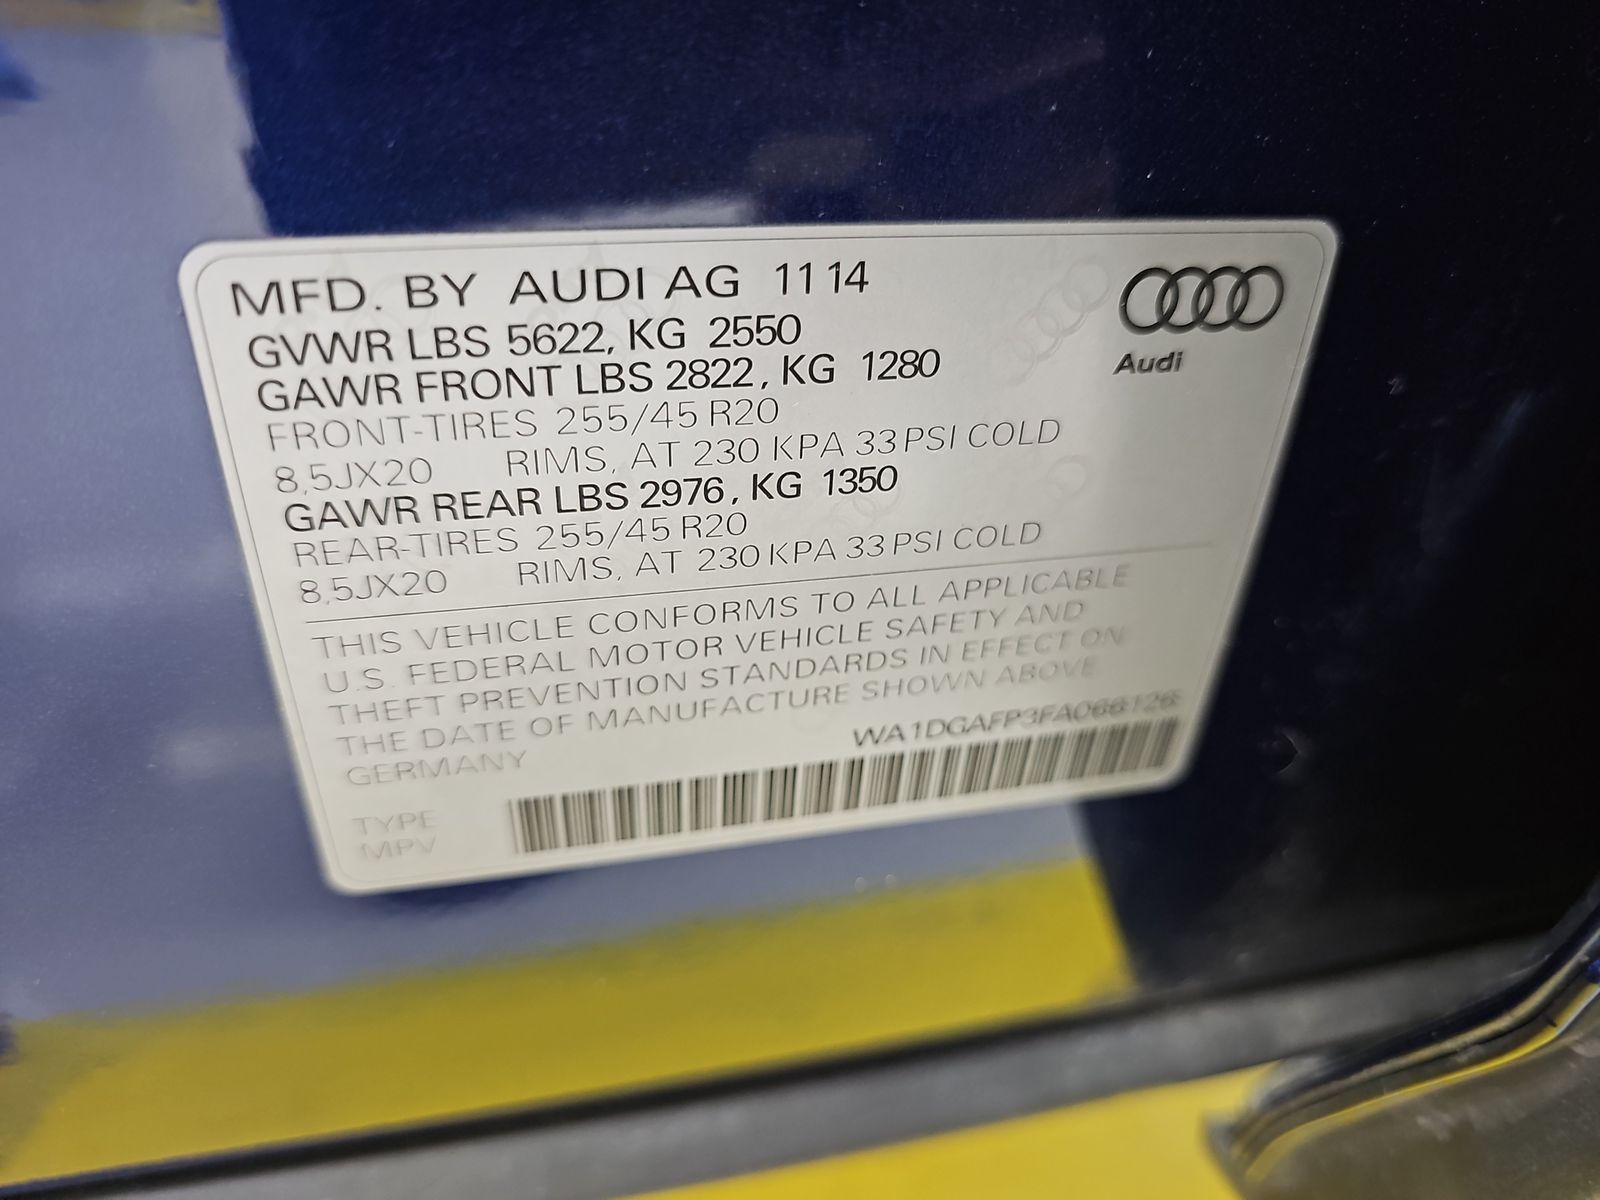 MFD. BY AUDI AG 11 14
GVWR LBS 5622, KG 2550
GAWR FRONT LBS 2822, KG 1280
FRONT-TIRES 255/45 R20
8,5JX20 RIMS, AT 230 KPA 33 PSI COLD
GAWR REAR LBS 2976, KG 1350
REAR-TIRES 255/45 R20
8,5JX20 RIMS, AT 230 KPA 33 PSI COLD
Audi
THIS VEHICLE CONFORMS TO ALL APPLICABLE
U.S. FEDERAL MOTOR VEHICLE SAFETY AND
THEFT PREVENTION STANDARDS IN EFFECT ON
THE DATE OF MANUFACTURE SHOWN ABOVE
GERMANY
WA1DGAFP3FA066126
TYPE
MPV